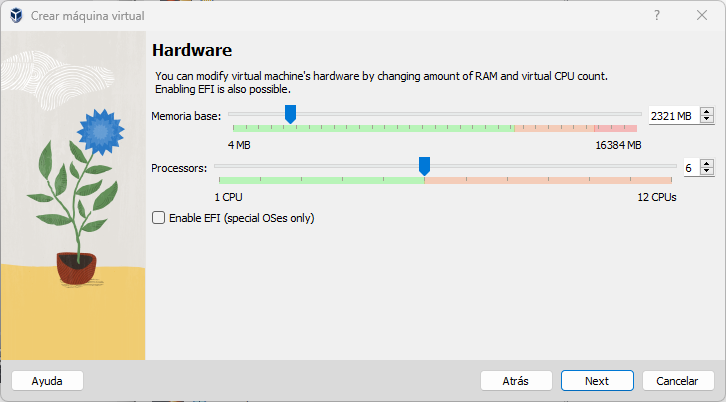 Crear máquina virtual
Hardware
You can modify virtual machine's hardware by changing amount of RAM and virtual CPU count.
Enabling EFI is also possible.
Memoria base:
2321 MB
4 MB
16384 MB
Processors:
6
1 CPU
12 CPUs
Enable EFI (special OSes only)
Ayuda
Atrás
Next
Cancelar